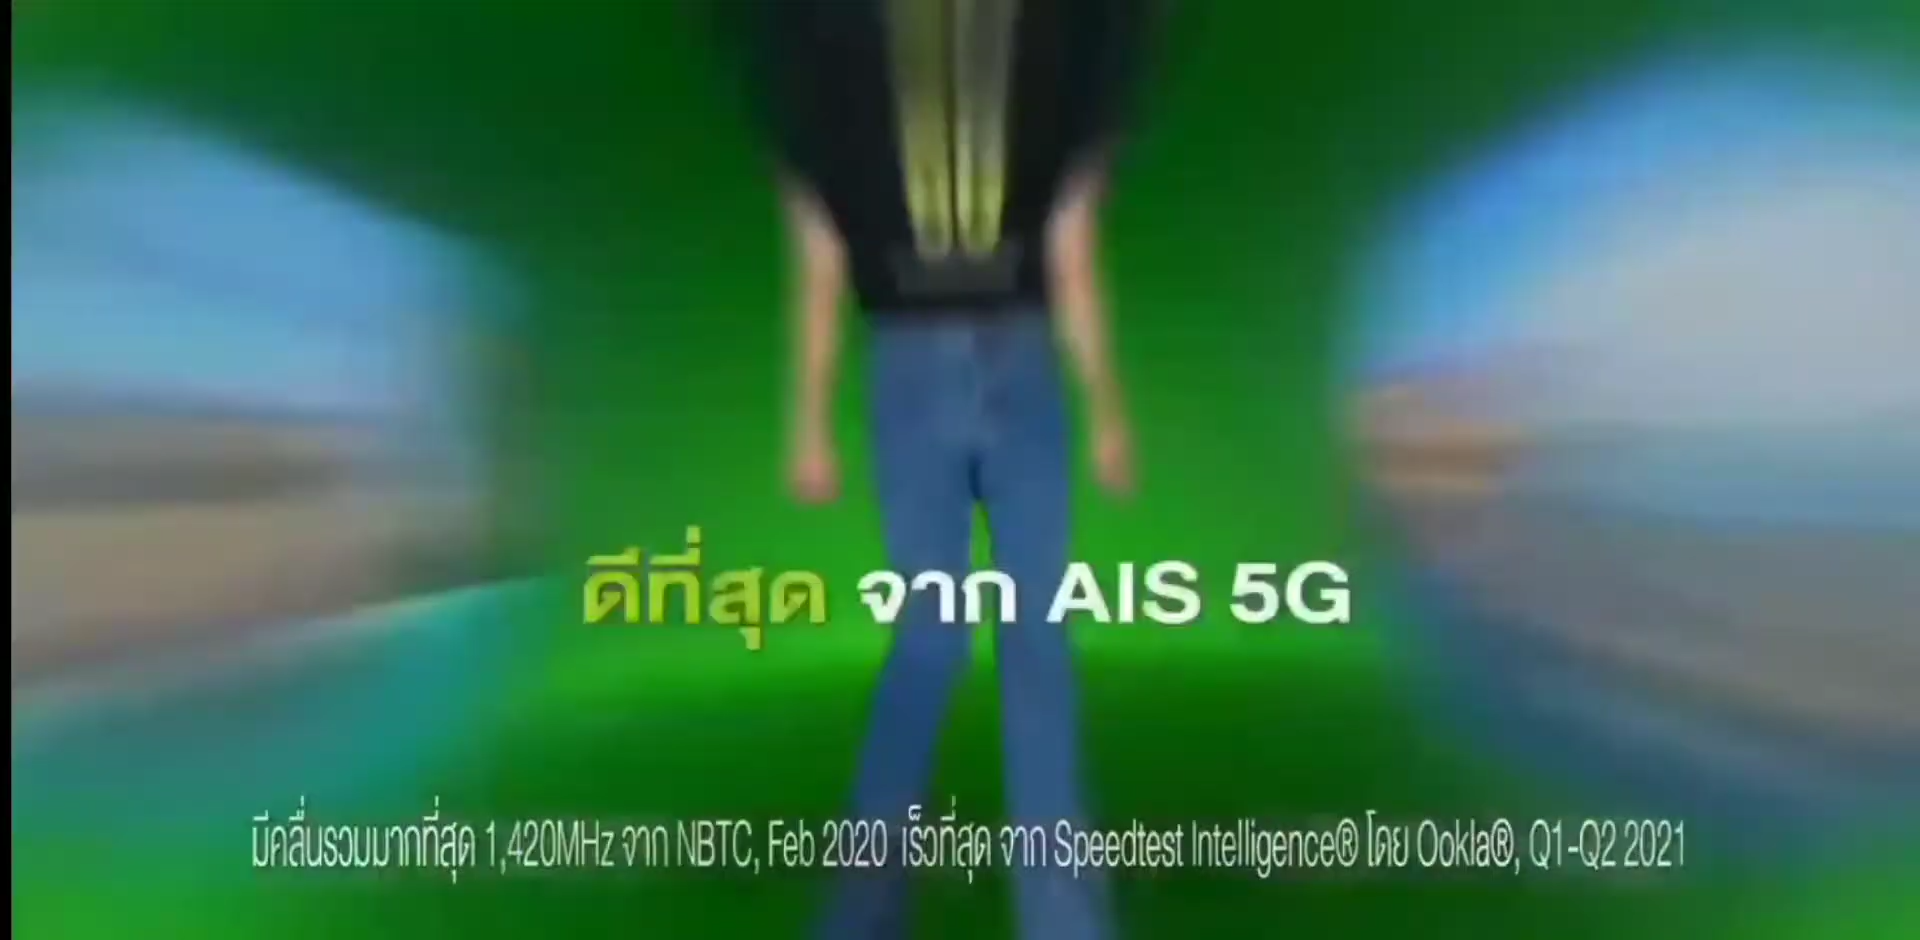 ดีที่สุด จาก AIS 5G
มีคลื่นรวมมากที่สุด 1,420MHz จาก NBTC, Feb 2020 เร็วที่สุด จาก Speedtest Intelligence® โดย Ookla®, Q1-Q2 2021